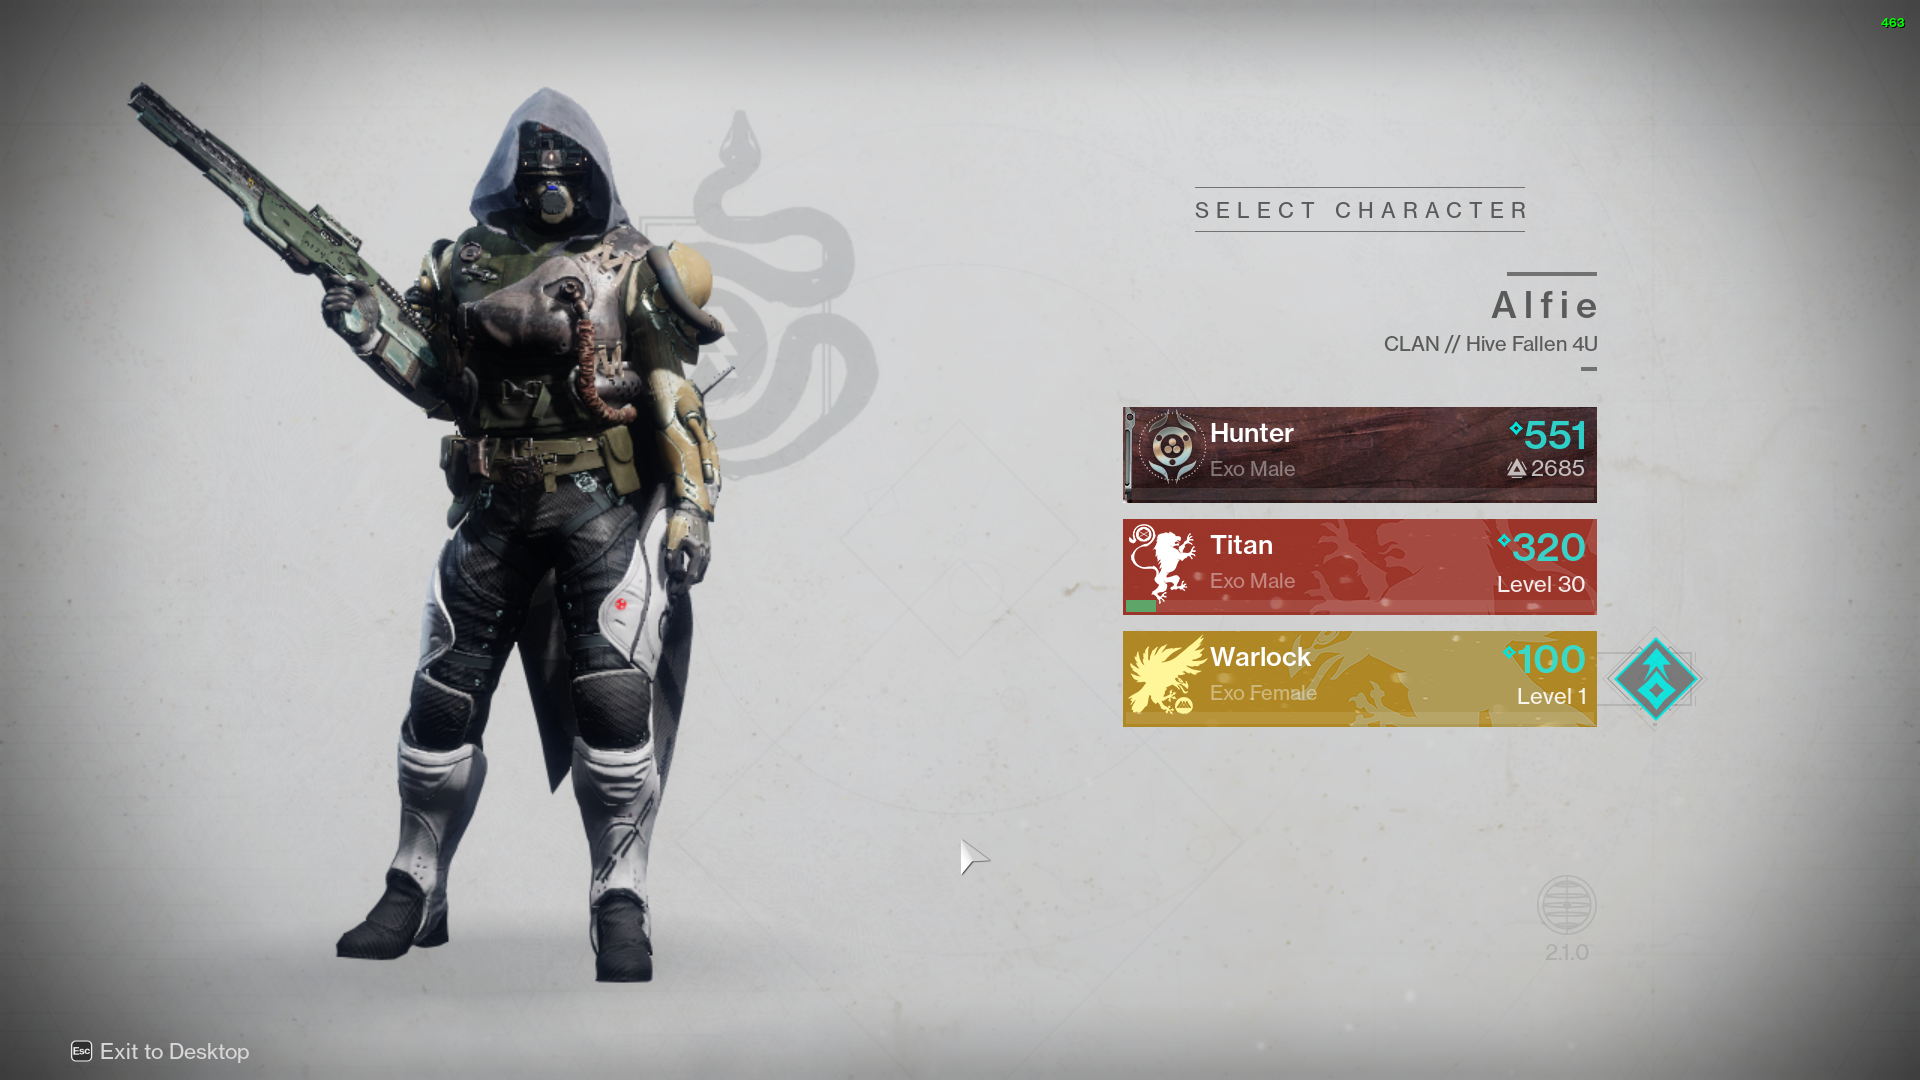 463
SELECT CHARACTER
Alfie
CLAN // Hive Fallen 4U
Hunter
551
Exo Male
2685
Titan
320
Exo Male
Level 30
Warlock
100
Exo Female
Level 1
2.1.0
Esc Exit to Desktop